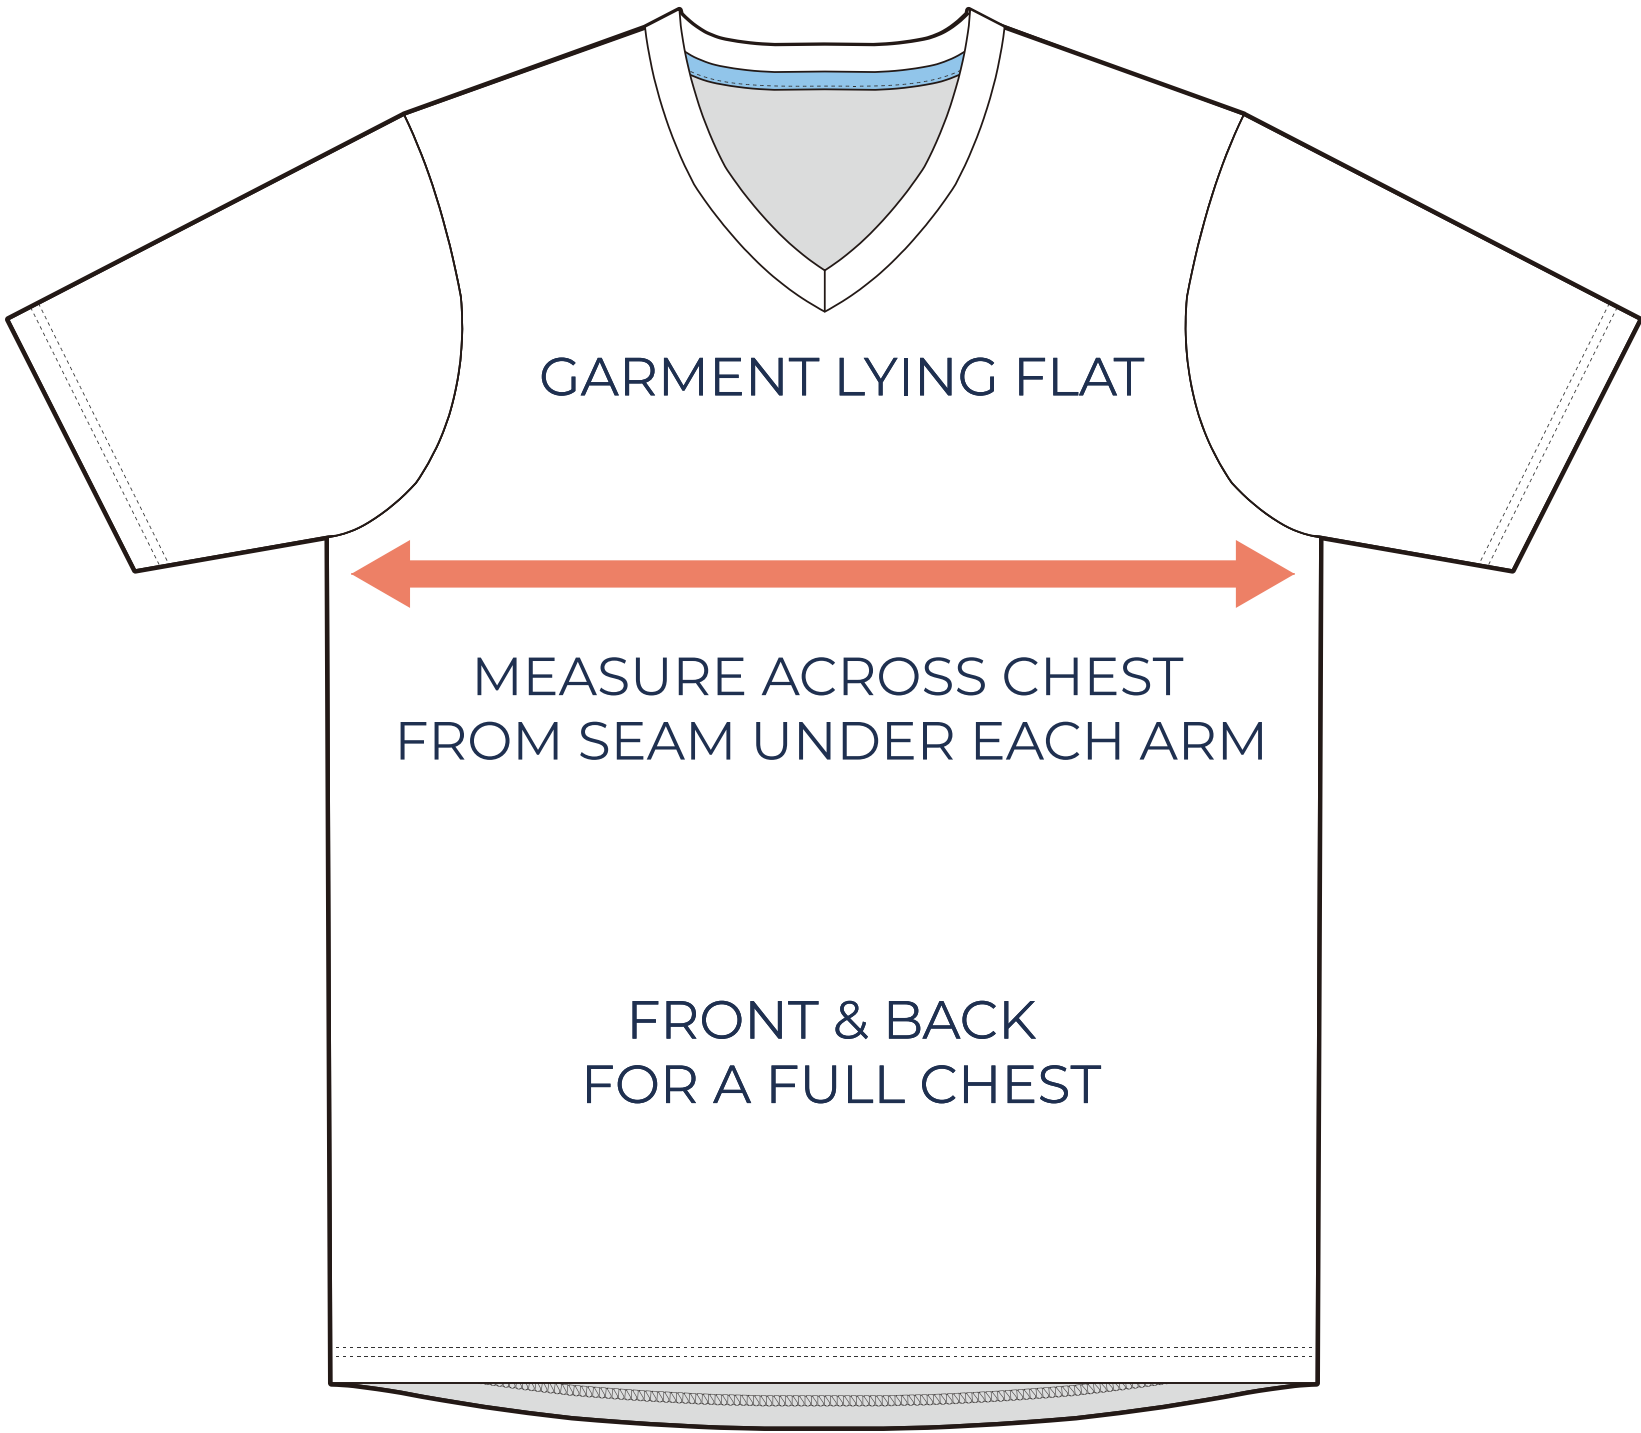 GARMENT LYING FLAT
MEASURE ACROSS CHEST
FROM SEAM UNDER EACH ARM
FRONT & BACK
FOR A FULL CHEST